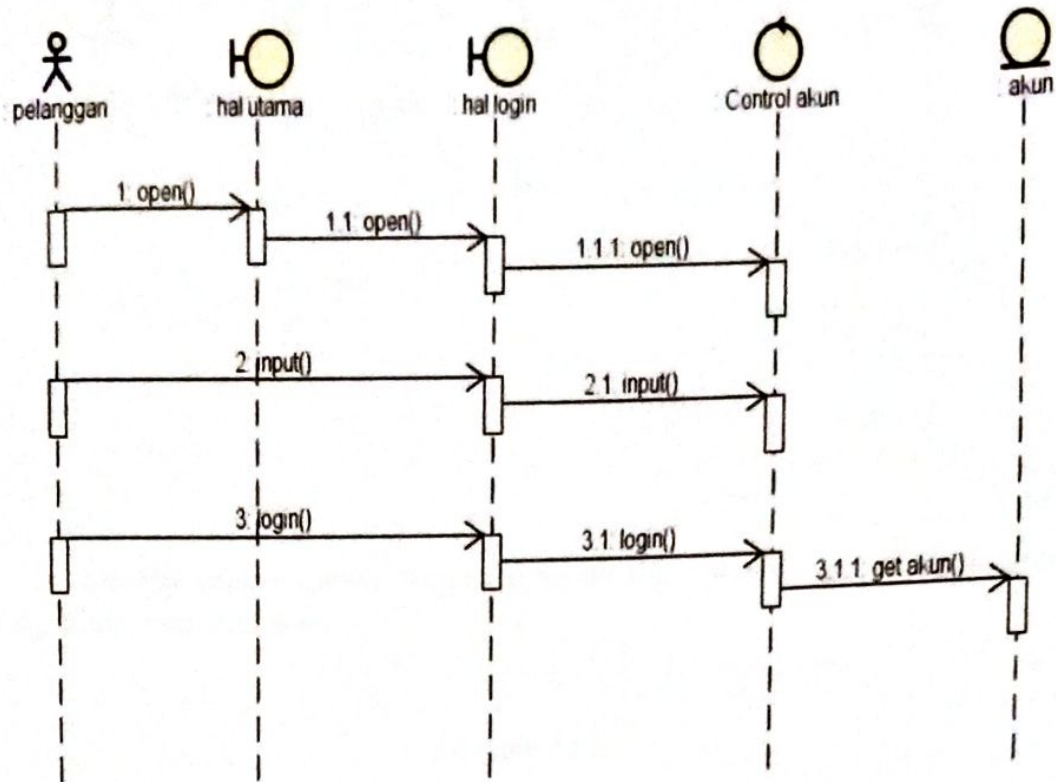 : pelanggan
: hal utama
: hal login
: Control akun
: akun
1: open()
1.1: open()
1.1.1: open()
2: input()
2.1: input()
3: login()
3.1: login()
3.1.1: get akun()